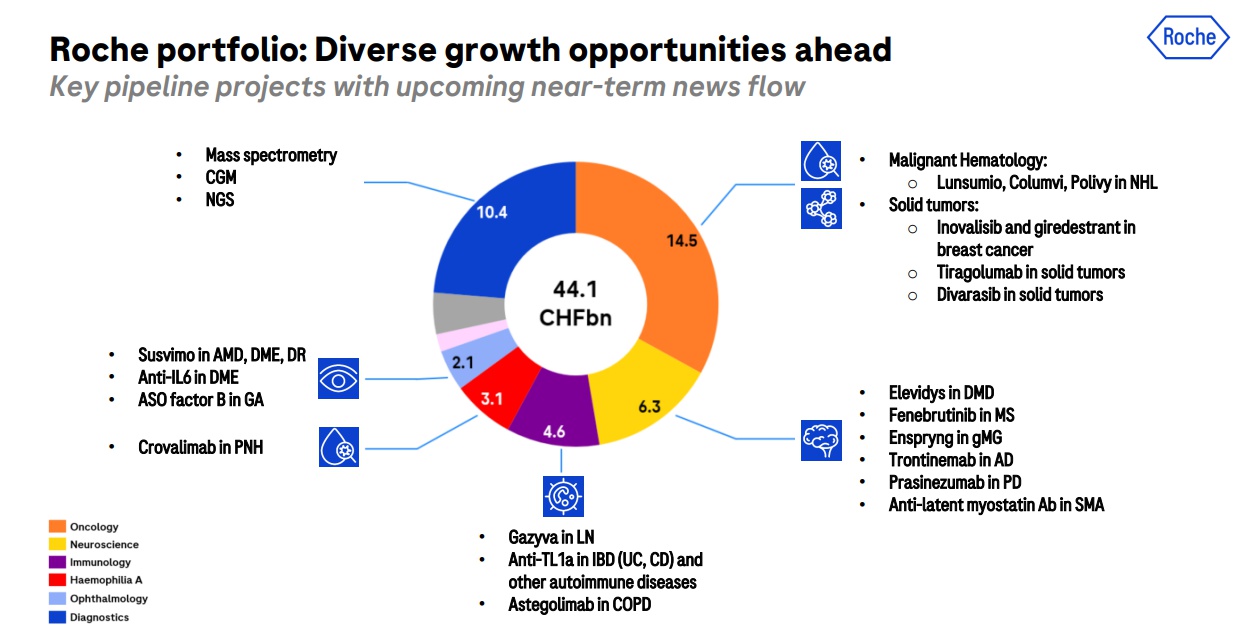 Roche portfolio: Diverse growth opportunities ahead
Key pipeline projects with upcoming near-term news flow
Roche
• Mass spectrometry
• CGM
• NGS
• Malignant Hematology:
o Lunsumio, Columvi, Polivy in NHL
• Solid tumors:
o Inovalisib and giredestrant in
breast cancer
o Tiragolumab in solid tumors
o Divarasib in solid tumors
10.4
14.5
44.1
CHFbn
2.1
3.1
4.6
6.3
• Susvimo in AMD, DME, DR
• Anti-IL6 in DME
• ASO factor B in GA
• Crovalimab in PNH
• Elevidys in DMD
• Fenebrutinib in MS
• Enspryng in gMG
• Trontinemab in AD
• Prasinezumab in PD
• Anti-latent myostatin Ab in SMA
• Gazyva in LN
• Anti-TL1a in IBD (UC, CD) and
other autoimmune diseases
• Astegolimab in COPD
Oncology
Neuroscience
Immunology
Haemophilia A
Ophthalmology
Diagnostics